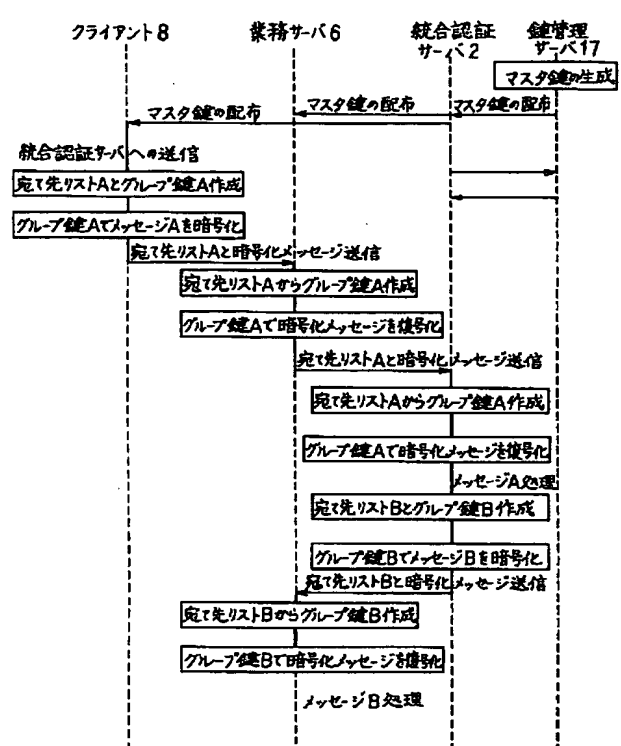 クライアント8
業務サーバ6
統合認証
サーバ2
鍵管理
サーバ17
マスタ鍵の生成
マスタ鍵の配布
マスタ鍵の配布
マスタ鍵の配布
統合認証サーバへの送信
宛て先リストAとグループ鍵A作成
グループ鍵AでメッセージAを暗号化
宛て先リストAと暗号化メッセージ送信
宛て先リストAからグループ鍵A作成
グループ鍵Aで暗号化メッセージを復号化
宛て先リストAと暗号化メッセージ送信
宛て先リストAからグループ鍵A作成
グループ鍵Aで暗号化メッセージを復号化
メッセージA処理
宛て先リストBとグループ鍵B作成
グループ鍵BでメッセージBを暗号化
宛て先リストBと暗号化メッセージ送信
宛て先リストBからグループ鍵B作成
グループ鍵Bで暗号化メッセージを復号化
メッセージB処理